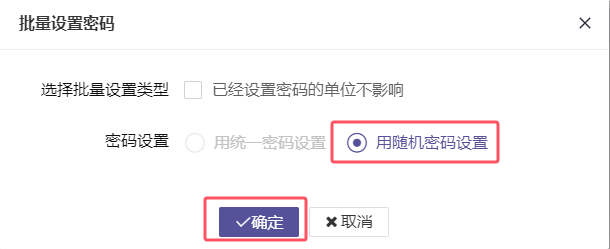 批量设置密码
选择批量设置类型 已经设置密码的单位不影响
密码设置 用统一密码设置 用随机密码设置
确定 取消